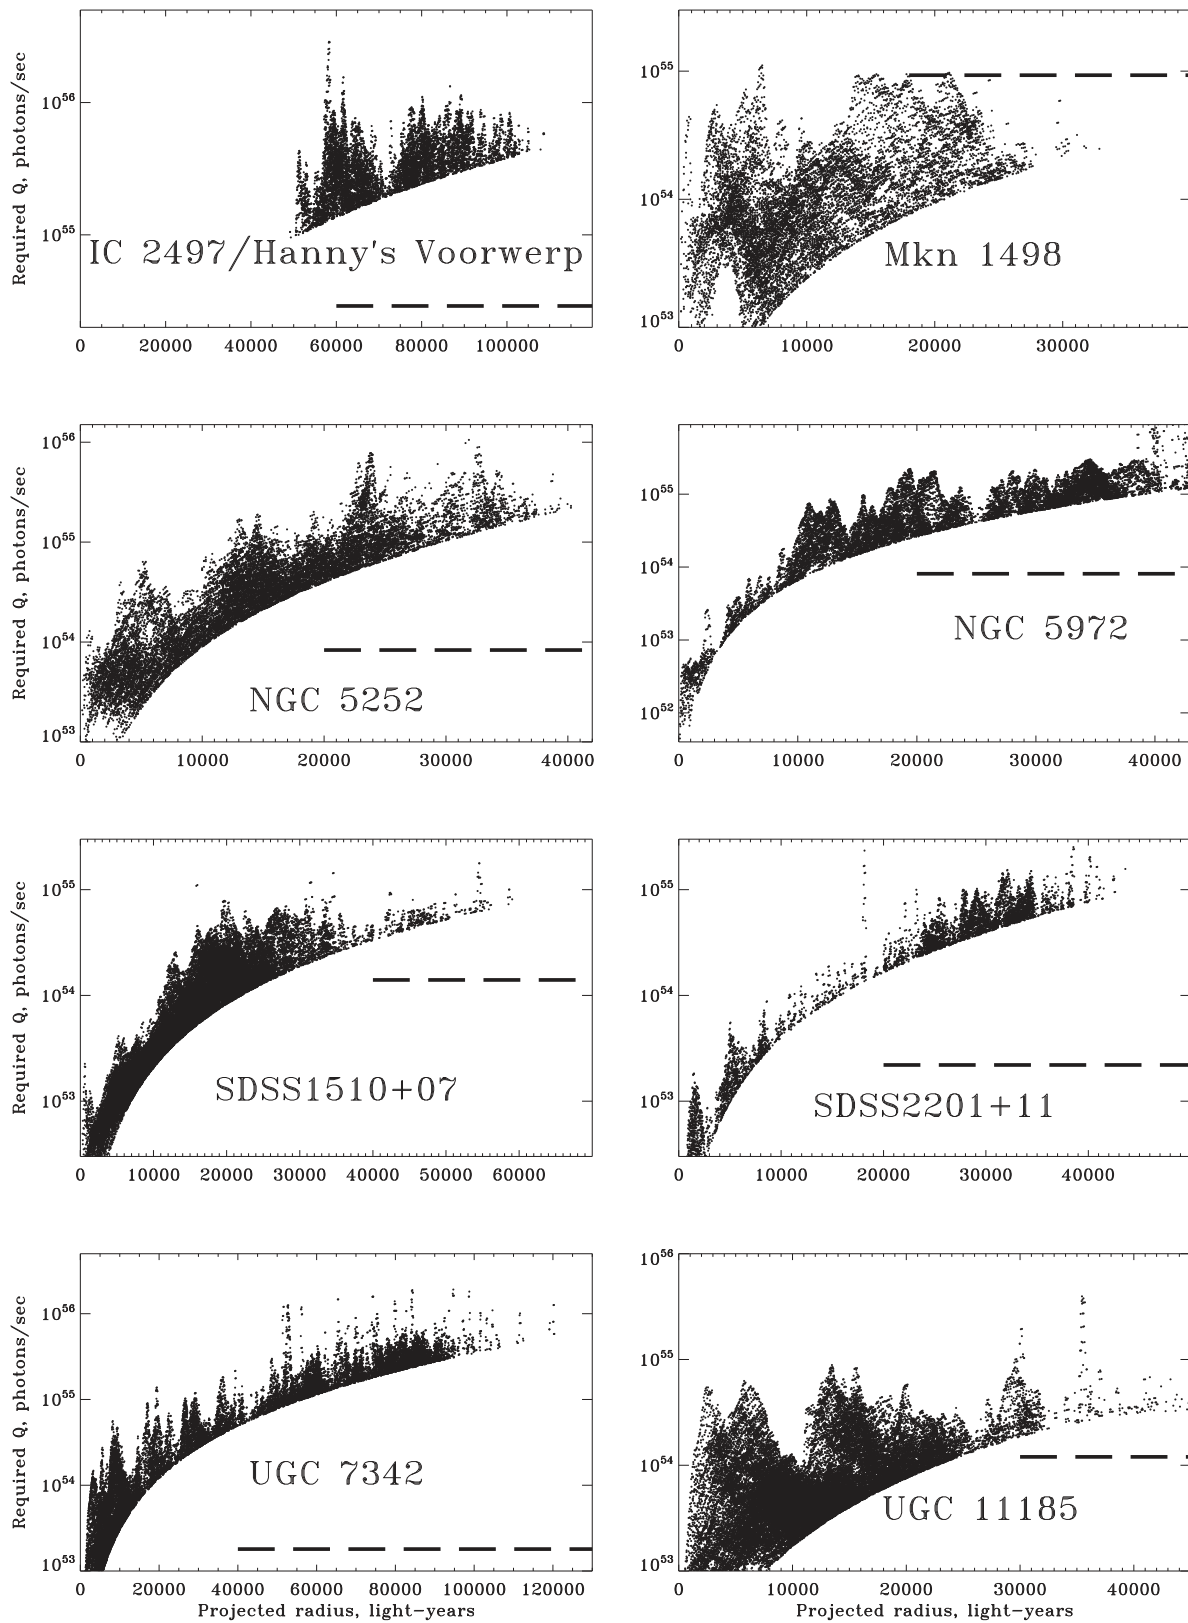 Required Q, photons/sec
10^56
10^55
IC 2497/Hanny's Voorwerp
0 20000 40000 60000 80000 100000
10^55
10^54
10^53
Mkn 1498
0 10000 20000 30000
Required Q, photons/sec
10^56
10^55
10^54
10^53
NGC 5252
0 10000 20000 30000 40000
10^55
10^54
10^53
10^52
NGC 5972
0 10000 20000 30000 40000
Required Q, photons/sec
10^55
10^54
10^53
SDSS1510+07
0 10000 20000 30000 40000 50000 60000
10^55
10^54
10^53
SDSS2201+11
0 10000 20000 30000 40000
Required Q, photons/sec
10^56
10^55
10^54
10^53
UGC 7342
0 20000 40000 60000 80000 100000 120000
Projected radius, light-years
10^56
10^55
10^54
10^53
UGC 11185
0 10000 20000 30000 40000
Projected radius, light-years